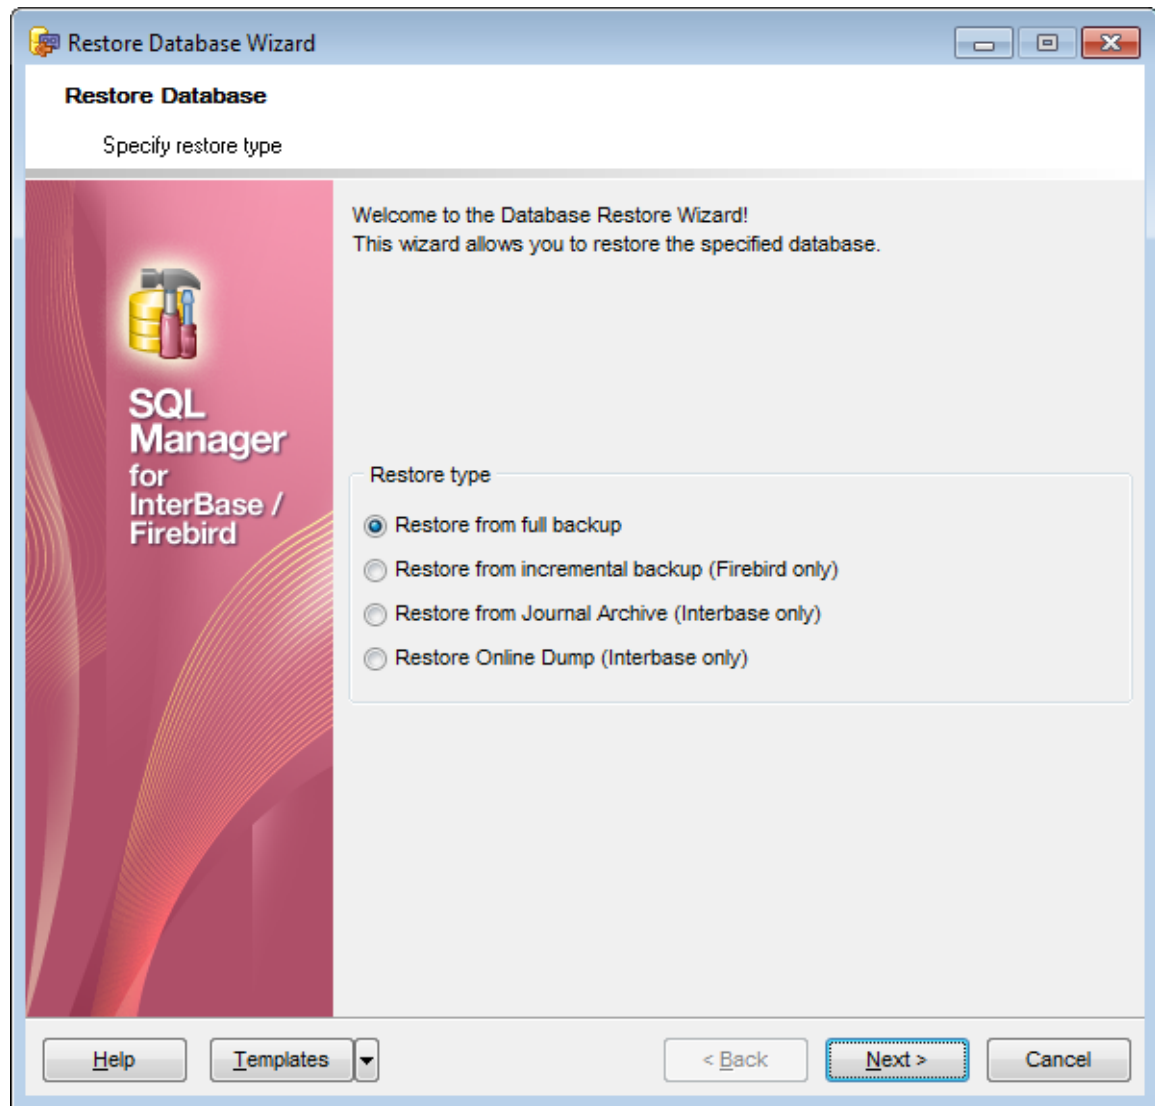 Restore Database Wizard
Restore Database
Specify restore type
Welcome to the Database Restore Wizard!
This wizard allows you to restore the specified database.
SQL
Manager
for
InterBase /
Firebird
Restore type
Restore from full backup
Restore from incremental backup (Firebird only)
Restore from Journal Archive (Interbase only)
Restore Online Dump (Interbase only)
Help Templates < Back Next > Cancel